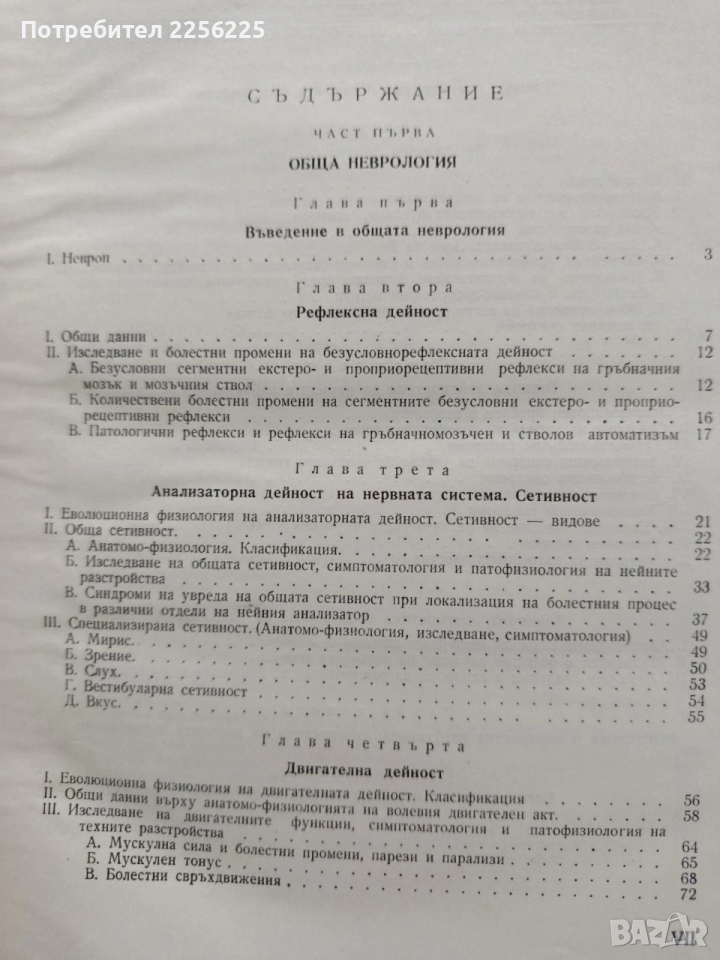 Потребител 2256225
СЪДЪРЖАНИЕ
ЧАСТ ПЪРВА
ОБЩА НЕВРОЛОГИЯ
Глава първа
Въведение в общата неврология
I. Неврон . . . . . . . . . . 3
Глава втора
Рефлексна дейност
I. Общи данни . . . . . . . . . . 7
II. Изследване и болестни промени на безусловнорефлексната дейност . . . . . 12
А. Безусловни сегментни екстеро- и проприорецептивни рефлекси на гръбначния
мозък и мозъчния ствол . . . . . . . . . . 12
Б. Количествени болестни промени на сегментните безусловни екстеро- и проприо-
рецептивни рефлекси . . . . . . . . . . 16
В. Патологични рефлекси и рефлекси на гръбначномозъчен и стволов автоматизъм 17
Глава трета
Анализаторна дейност на нервната система. Сетивност
I. Еволюционна физиология на анализаторната дейност. Сетивност — видове . . . . 21
II. Обща сетивност. . . . . . . . . . 22
А. Анатомо-физиология. Класификация. . . . . . . . . . 22
Б. Изследване на общата сетивност, симптоматология и патофизиология на нейните
разстройства . . . . . . . . . . 33
В. Синдроми на увреда на общата сетивност при локализация на болестния процес
в различни отдели на нейния анализатор . . . . . . . . . . 37
III. Специализирана сетивност. (Анатомо-физиология, изследване, симптоматология) . . 49
А. Мирис. . . . . . . . . . 49
Б. Зрение. . . . . . . . . . 50
В. Слух. . . . . . . . . . 53
Г. Вестибуларна сетивност . . . . . . . . . . 54
Д. Вкус. . . . . . . . . . 55
Глава четвърта
Двигателна дейност
I. Еволюционна физиология на двигателната дейност. Класификация . . . . . . . 56
II. Общи данни върху анатомо-физиологията на волевия двигателен акт. . . . . . 58
III. Изследване на двигателните функции, симптоматология и патофизиология на
техните разстройства . . . . . . . . . . 64
А. Мускулна сила и болестни промени, парези и парализи . . . . . . . 65
Б. Мускулен тонус . . . . . . . . . . 68
В. Болестни свръхдвижения . . . . . . . . . . 72
VII
BAZAR